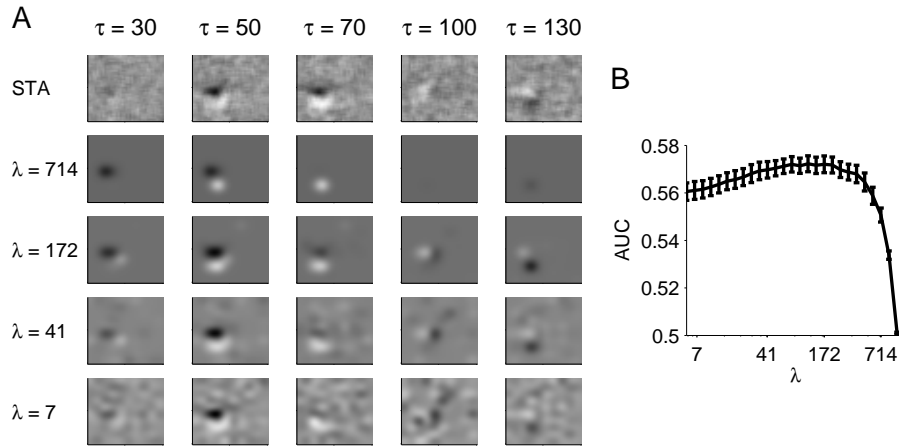 A
τ = 30 τ = 50 τ = 70 τ = 100 τ = 130
STA
λ = 714
λ = 172
λ = 41
λ = 7
B
0.58
0.56
0.54
0.52
0.5
AUC
7 41 172 714
λ